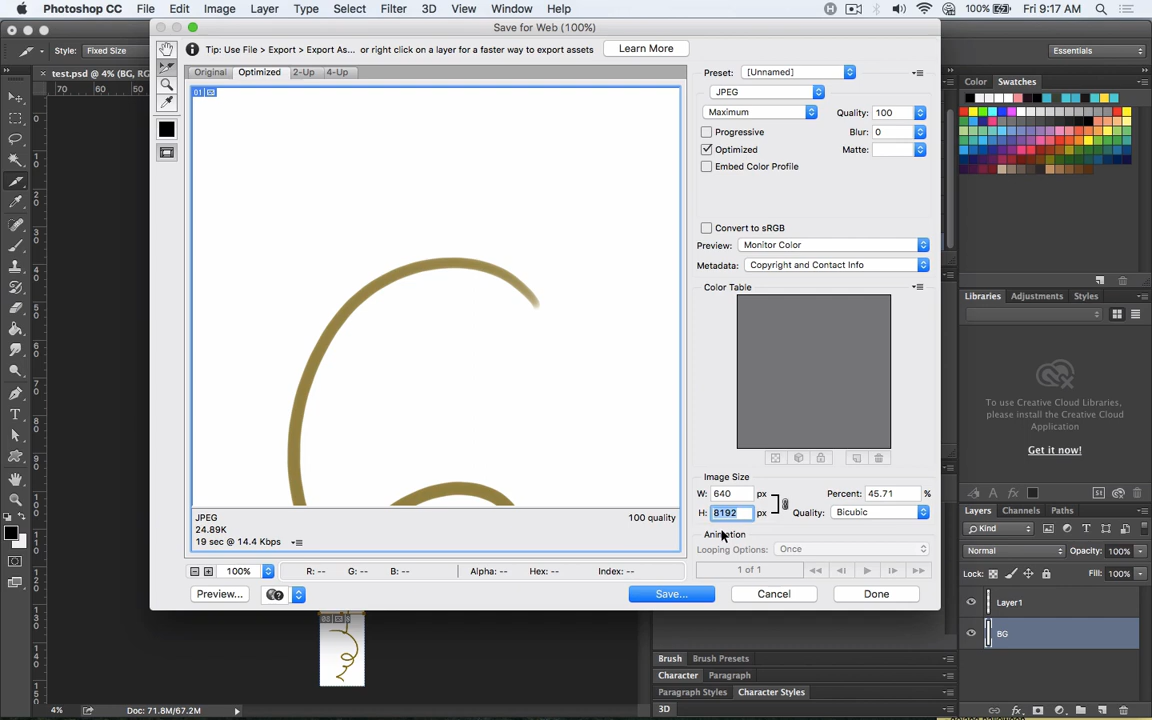 Photoshop CC File Edit Image Layer Type Select Filter 3D View Window Help 100% Fri 9:17 AM
Save for Web (100%)
Style: Fixed Size
Tip: Use File > Export > Export As... or right click on a layer for a faster way to export assets Learn More
Essentials
test.psd @ 4% (BG, RG
Original Optimized 2-Up 4-Up
Preset: [Unnamed]
Color Swatches
70 60 50
01
JPEG
Maximum Quality: 100
Progressive Blur: 0
Optimized Matte:
Embed Color Profile
Convert to sRGB
Preview: Monitor Color
Metadata: Copyright and Contact Info
Color Table
Libraries Adjustments Styles
To use Creative Cloud Libraries,
please install the Creative Cloud
Application
Get it now!
Image Size
W: 640 px Percent: 45.71 %
H: 8192 px Quality: Bicubic
Animation
Looping Options: Once
1 of 1
JPEG 100 quality
24.89K
19 sec @ 14.4 Kbps
100% R: -- G: -- B: -- Alpha: -- Hex: -- Index: --
Preview... Save... Cancel Done
Layers Channels Paths
Kind
Normal Opacity: 100%
Lock: Fill: 100%
Layer1
BG
Brush Brush Presets
Character Paragraph
Paragraph Styles Character Styles
3D
4% Doc: 71.8M/67.2M